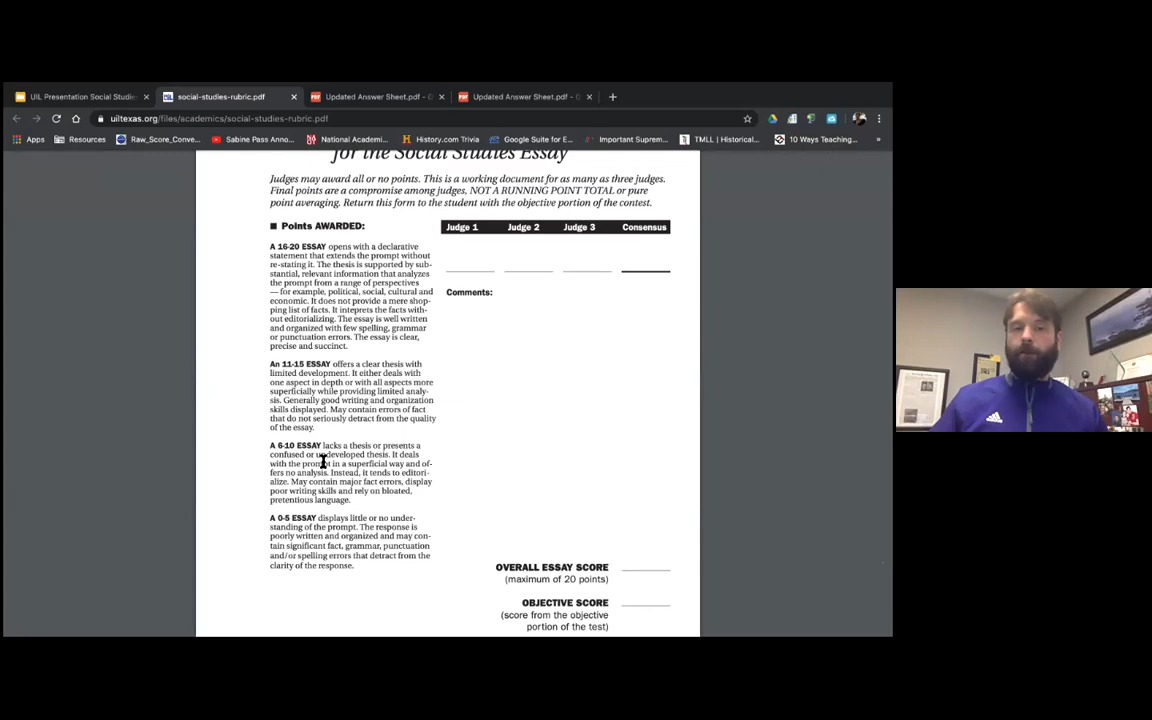 UIL Presentation Social Studie
social-studies-rubric.pdf
Updated Answer Sheet.pdf - G
Updated Answer Sheet.pdf - G
uiltexas.org/files/academics/social-studies-rubric.pdf
Apps
Resources
Raw_Score_Conve...
Sabine Pass Anno...
National Academi...
History.com Trivia
Google Suite for E...
Important Suprem...
TMLL | Historical...
10 Ways Teaching...
for the Social Studies Essay
Judges may award all or no points. This is a working document for as many as three judges.
Final points are a compromise among judges, NOT A RUNNING POINT TOTAL or pure
point averaging. Return this form to the student with the objective portion of the contest.
■ Points AWARDED:
A 16-20 ESSAY opens with a declarative
statement that extends the prompt without
re-stating it. The thesis is supported by sub-
stantial, relevant information that analyzes
the prompt from a range of perspectives
— for example, political, social, cultural and
economic. It does not provide a mere shop-
ping list of facts. It inteprets the facts with-
out editorializing. The essay is well written
and organized with few spelling, grammar
or punctuation errors. The essay is clear,
precise and succinct.
An 11-15 ESSAY offers a clear thesis with
limited development. It either deals with
one aspect in depth or with all aspects more
superficially while providing limited analy-
sis. Generally good writing and organization
skills displayed. May contain errors of fact
that do not seriously detract from the quality
of the essay.
A 6-10 ESSAY lacks a thesis or presents a
confused or undeveloped thesis. It deals
with the prompt in a superficial way and of-
fers no analysis. Instead, it tends to editori-
alize. May contain major fact errors, display
poor writing skills and rely on bloated,
pretentious language.
A 0-5 ESSAY displays little or no under-
standing of the prompt. The response is
poorly written and organized and may con-
tain significant fact, grammar, punctuation
and/or spelling errors that detract from the
clarity of the response.
Judge 1 Judge 2 Judge 3 Consensus
Comments:
OVERALL ESSAY SCORE
(maximum of 20 points)
OBJECTIVE SCORE
(score from the objective
portion of the test)